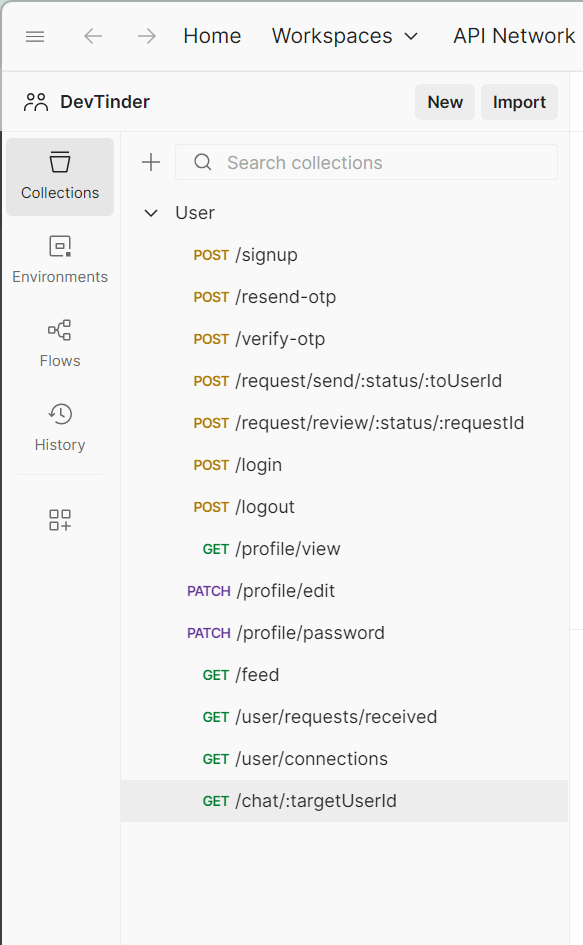 Home Workspaces API Network
DevTinder New Import
Collections
Environments
Flows
History
Search collections
User
POST /signup
POST /resend-otp
POST /verify-otp
POST /request/send/:status/:toUserId
POST /request/review/:status/:requestId
POST /login
POST /logout
GET /profile/view
PATCH /profile/edit
PATCH /profile/password
GET /feed
GET /user/requests/received
GET /user/connections
GET /chat/:targetUserId